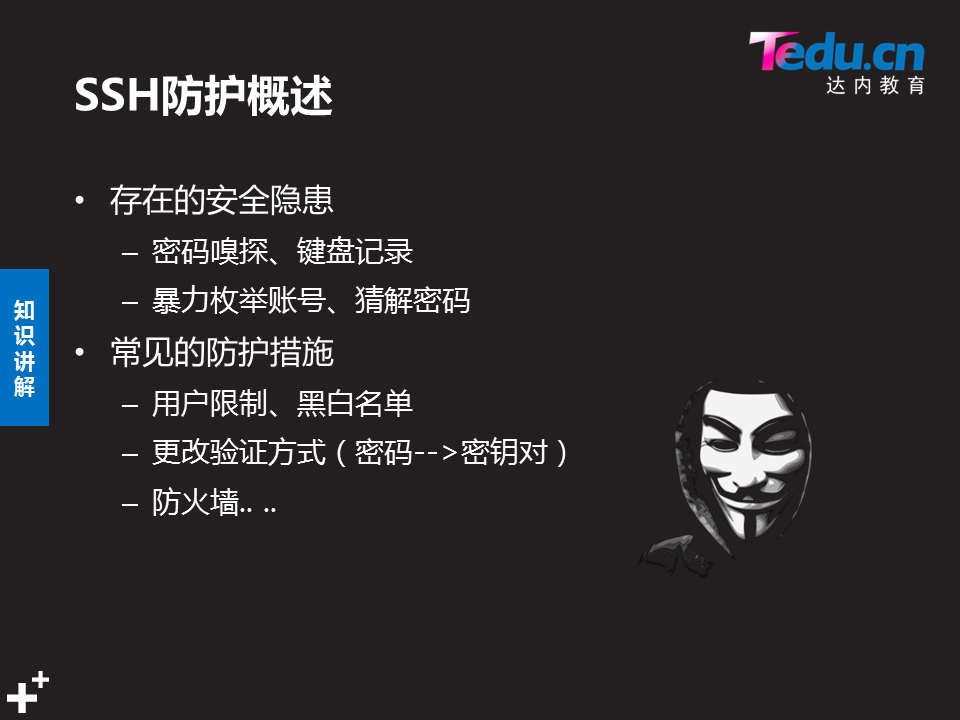 Tedu.cn
达内教育
SSH防护概述
• 存在的安全隐患
– 密码嗅探、键盘记录
– 暴力枚举账号、猜解密码
• 常见的防护措施
– 用户限制、黑白名单
– 更改验证方式（密码-->密钥对）
– 防火墙.. ..
知识讲解